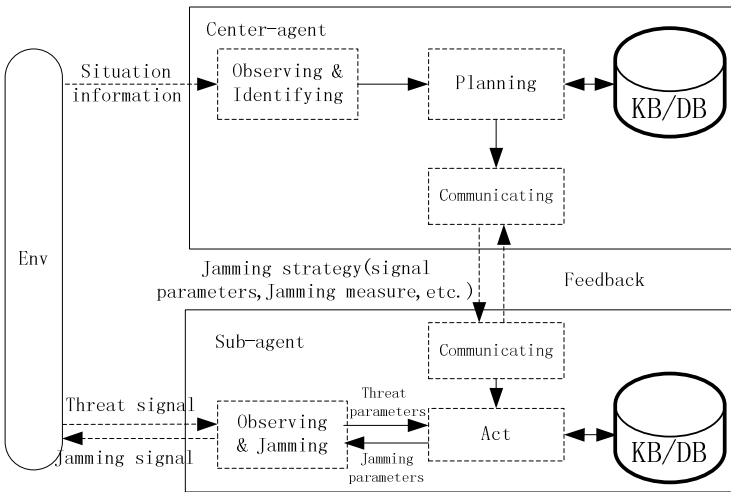 Center-agent
Situation
information
Observing &
Identifying
Planning
KB/DB
Communicating
Env
Jamming strategy(signal
parameters,Jamming measure,etc.)
Feedback
Sub-agent
Communicating
Threat signal
Jamming signal
Observing
& Jamming
Threat
parameters
Jamming
parameters
Act
KB/DB